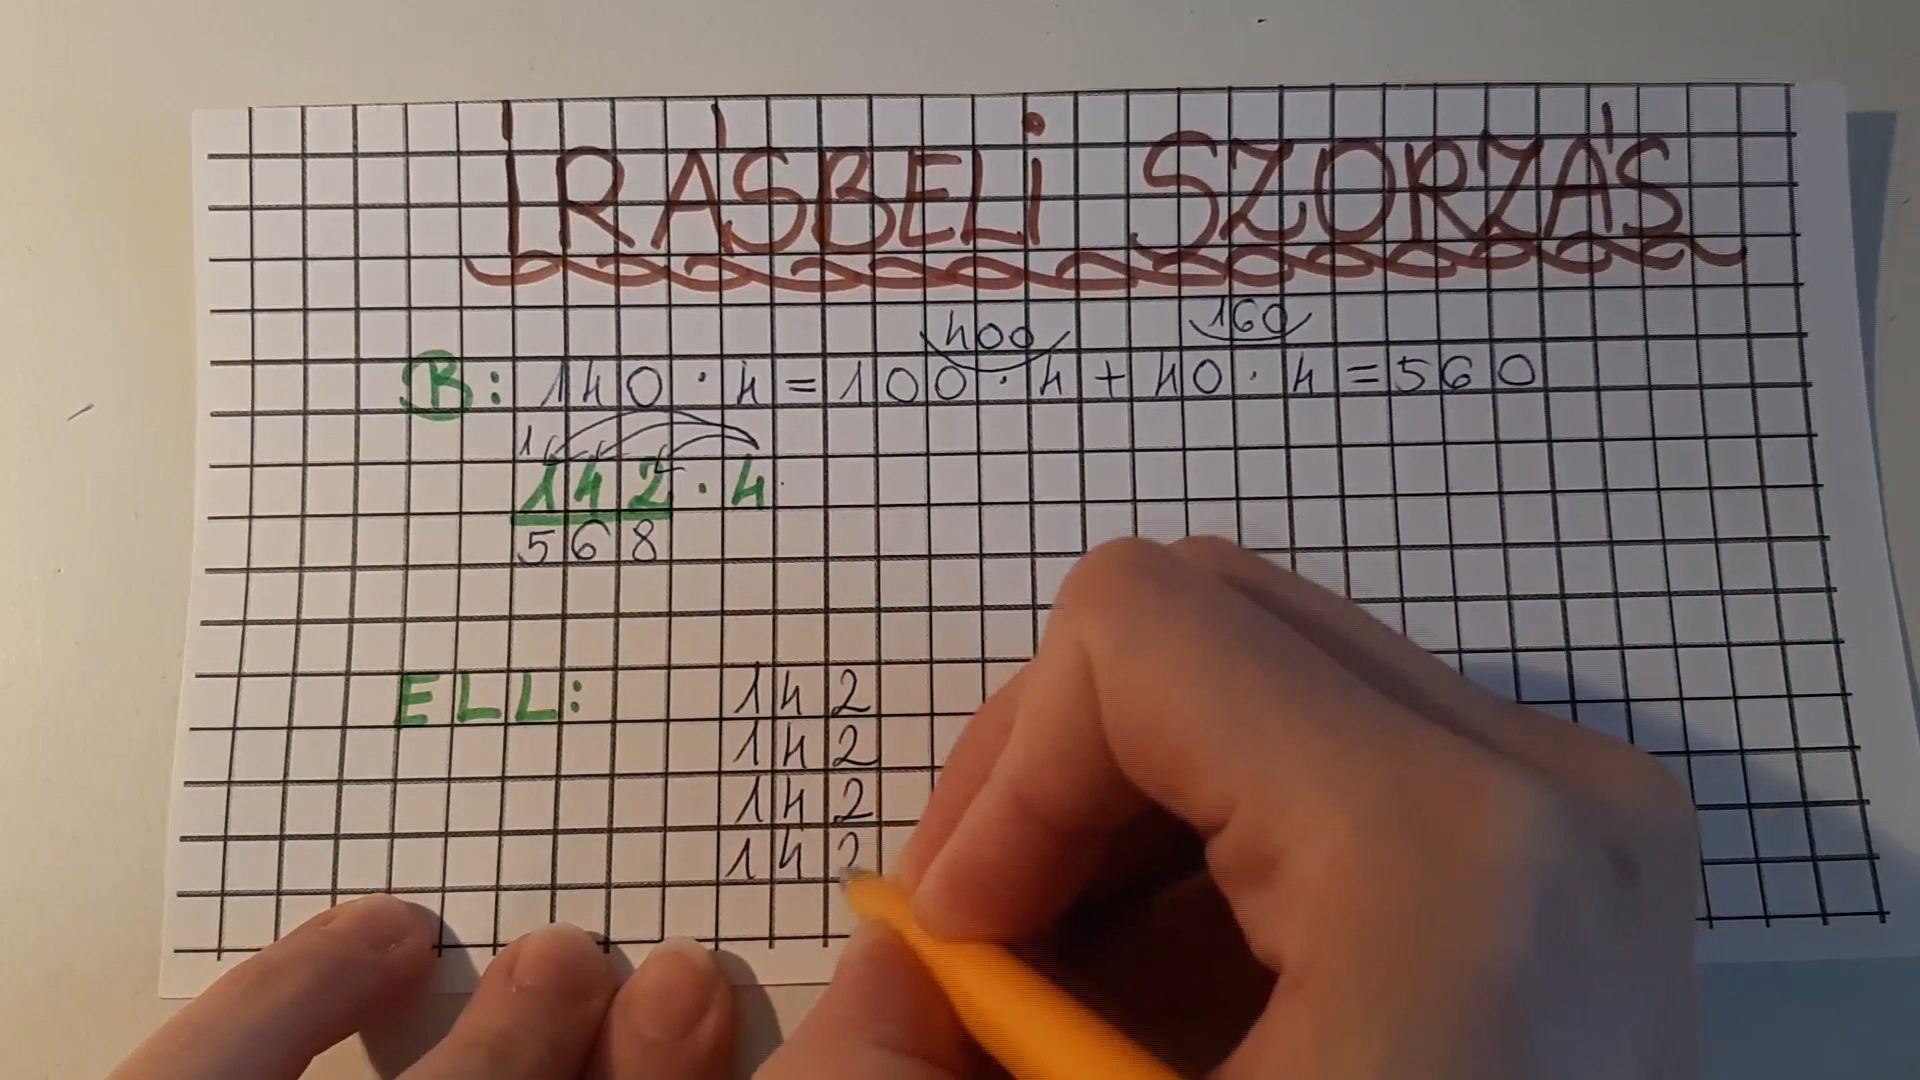 ÍRÁSBELI SZORZÁS
400 160
B: 140 · 4 = 100 · 4 + 40 · 4 = 560
1
142 · 4
568
ELL: 142
142
142
142